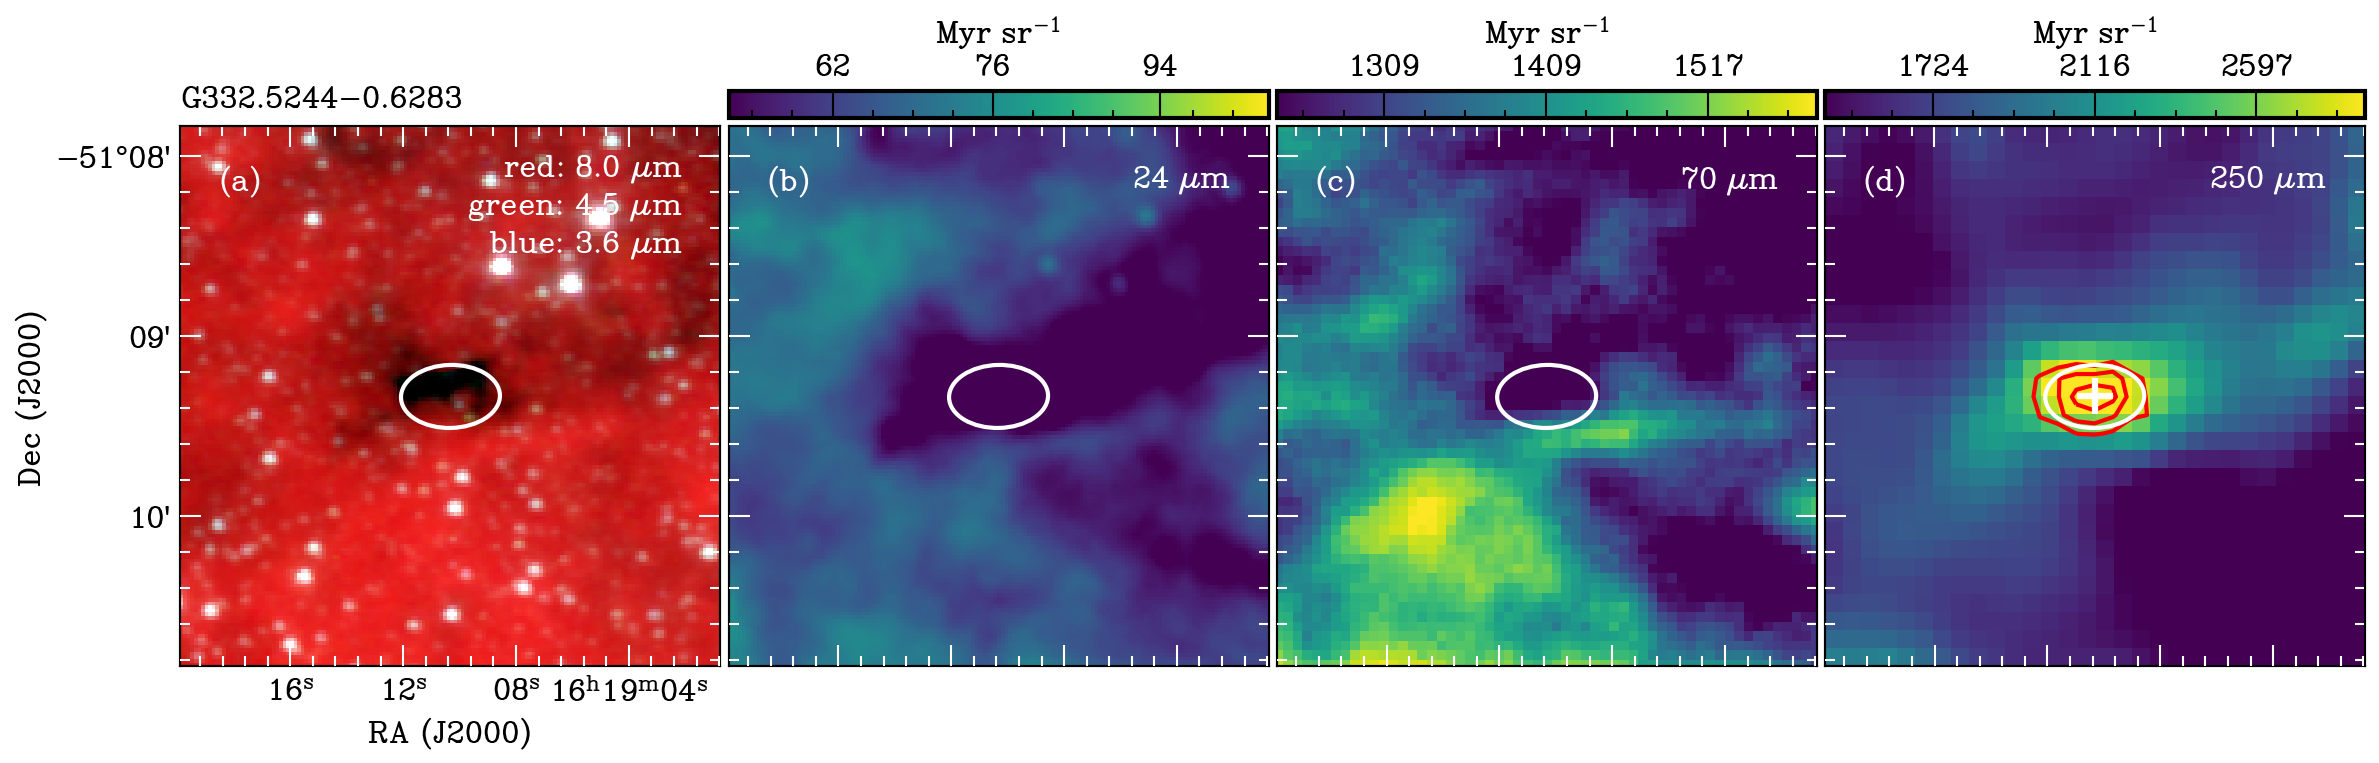 Myr sr⁻¹ Myr sr⁻¹ Myr sr⁻¹
62 76 94 1309 1409 1517 1724 2116 2597
G332.5244−0.6283
(a) red: 8.0 μm
green: 4.5 μm
blue: 3.6 μm
(b) 24 μm
(c) 70 μm
(d) 250 μm
−51°08'
09'
10'
Dec (J2000)
16ˢ 12ˢ 08ˢ 16ʰ19ᵐ04ˢ
RA (J2000)